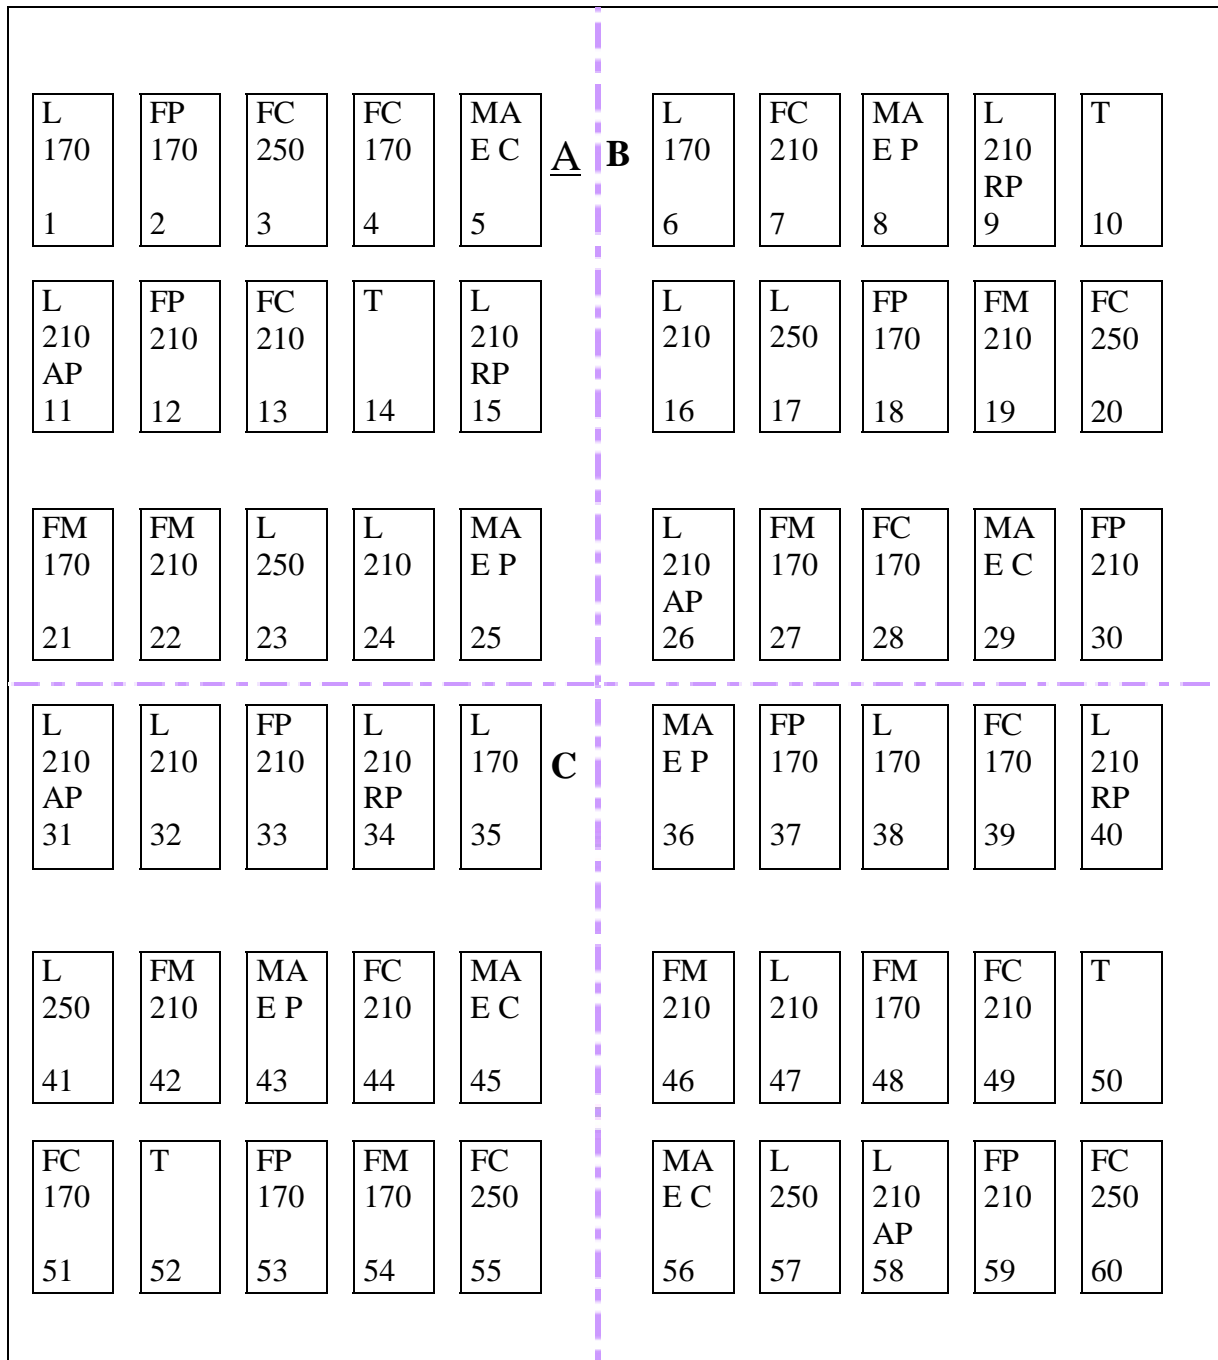 L FP FC FC MA L FC MA L T
170 170 250 170 E C A B 170 210 E P 210
RP
1 2 3 4 5 6 7 8 9 10
L FP FC T L L L FP FM FC
210 210 210 210 210 250 170 210 250
AP RP
11 12 13 14 15 16 17 18 19 20
FM FM L L MA L FM FC MA FP
170 210 250 210 E P 210 170 170 E C 210
AP
21 22 23 24 25 26 27 28 29 30
L L FP L L MA FP L FC L
210 210 210 210 170 C E P 170 170 170 210
AP RP RP
31 32 33 34 35 36 37 38 39 40
L FM MA FC MA FM L FM FC T
250 210 E P 210 E C 210 210 170 210
41 42 43 44 45 46 47 48 49 50
FC T FP FM FC MA L L FP FC
170 170 170 250 E C 250 210 210 250
AP
51 52 53 54 55 56 57 58 59 60